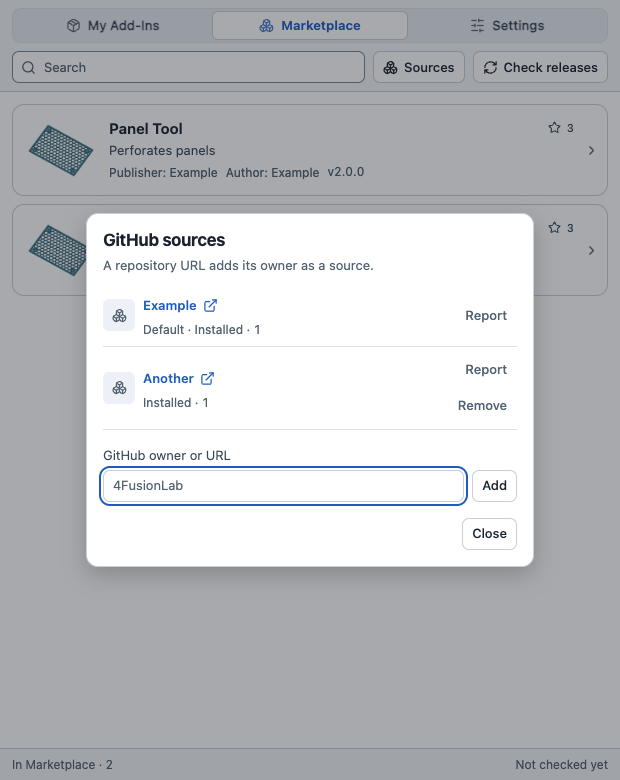 My Add-Ins
Marketplace
Settings
Search
Sources
Check releases
Panel Tool
3
Perforates panels
Publisher: Example Author: Example v2.0.0
3
GitHub sources
A repository URL adds its owner as a source.
Example
Default · Installed · 1
Report
Another
Installed · 1
Report
Remove
GitHub owner or URL
4FusionLab
Add
Close
In Marketplace · 2
Not checked yet